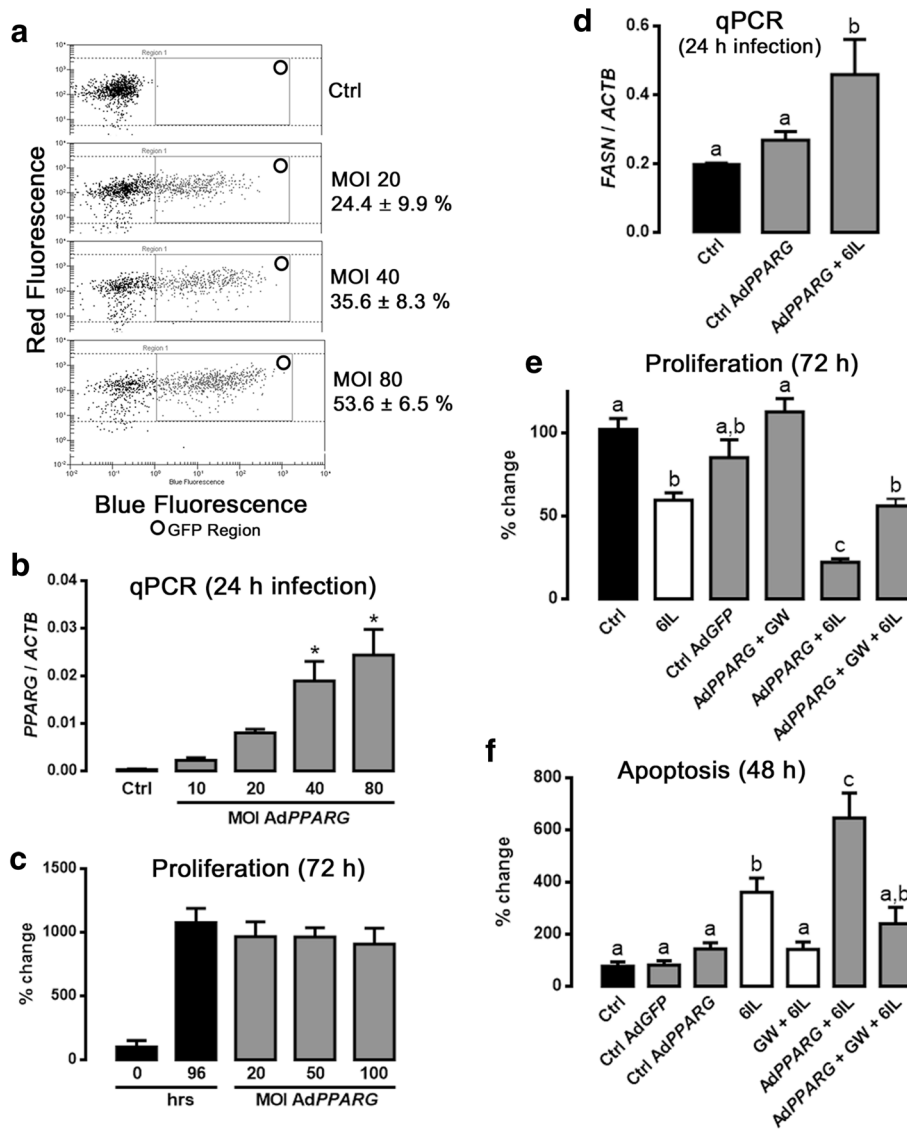 a
Region 1
Ctrl
Region 1
MOI 20
24.4 ± 9.9 %
Region 1
MOI 40
35.6 ± 8.3 %
Region 1
MOI 80
53.6 ± 6.5 %
Red Fluorescence
Blue Fluorescence
Blue Fluorescence
GFP Region
b
qPCR (24 h infection)
PPARG / ACTB
0.04
0.03
0.02
0.01
0.00
* *
Ctrl 10 20 40 80
MOI AdPPARG
c
Proliferation (72 h)
% change
1500
1000
500
0
0 96 20 50 100
hrs MOI AdPPARG
d
qPCR
(24 h infection)
FASN / ACTB
0.6
0.4
0.2
0.0
a a b
Ctrl
Ctrl AdPPARG
AdPPARG + 6IL
e
Proliferation (72 h)
% change
100
50
0
a b a,b a c b
Ctrl
6IL
Ctrl AdGFP
AdPPARG + GW
AdPPARG + 6IL
AdPPARG + GW + 6IL
f
Apoptosis (48 h)
% change
800
600
400
200
0
a a a b a c a,b
Ctrl
Ctrl AdGFP
Ctrl AdPPARG
6IL
GW + 6IL
AdPPARG + 6IL
AdPPARG + GW + 6IL